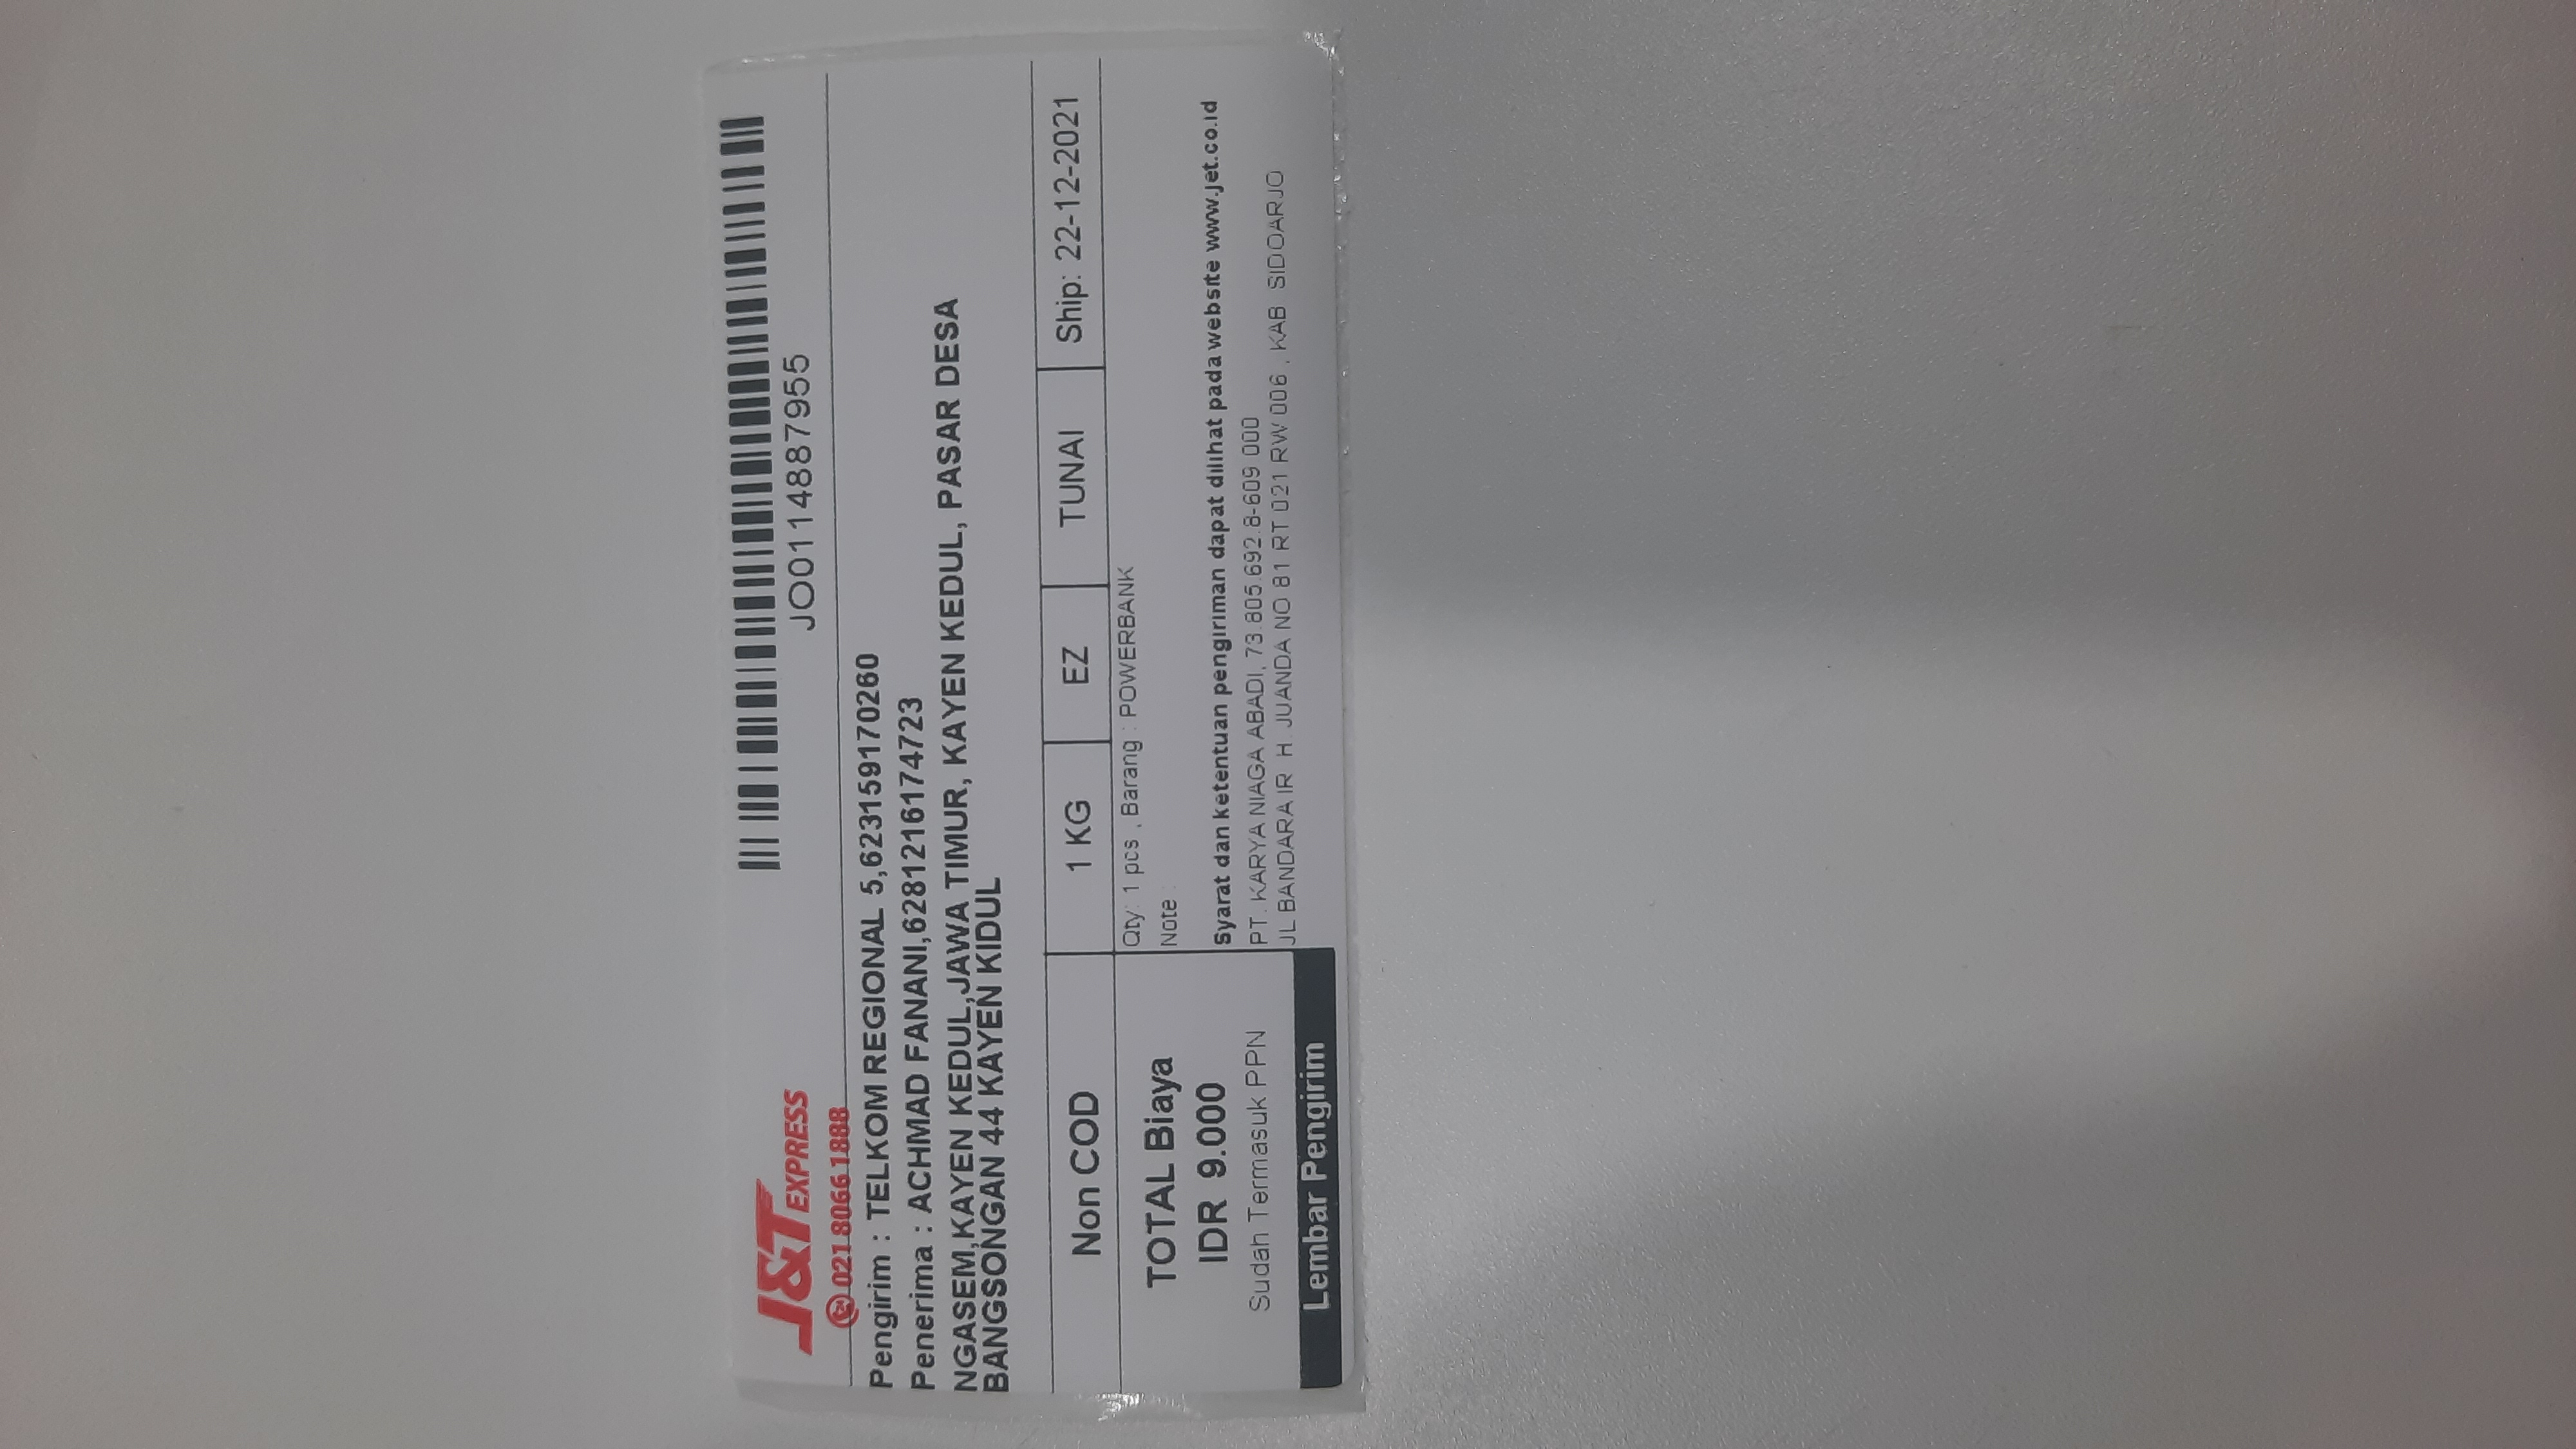 J&T EXPRESS
021 8066 1888
JO0114887955
Pengirim : TELKOM REGIONAL 5,623159170260
Penerima : ACHMAD FANANI,6281216174723
NGASEM,KAYEN KEDUL,JAWA TIMUR, KAYEN KEDUL, PASAR DESA
BANGSONGAN 44 KAYEN KIDUL
Non COD
1 KG
EZ
TUNAI
Ship: 22-12-2021
TOTAL Biaya
IDR 9.000
Sudah Termasuk PPN
Lembar Pengirim
Qty: 1 pcs , Barang : POWERBANK
Note :
Syarat dan ketentuan pengiriman dapat dilihat pada website www.jet.co.id
PT. KARYA NIAGA ABADI, 73.805.692.8-609.000
JL BANDARA IR. H. JUANDA NO 81 RT 021 RW 006 , KAB. SIDOARJO